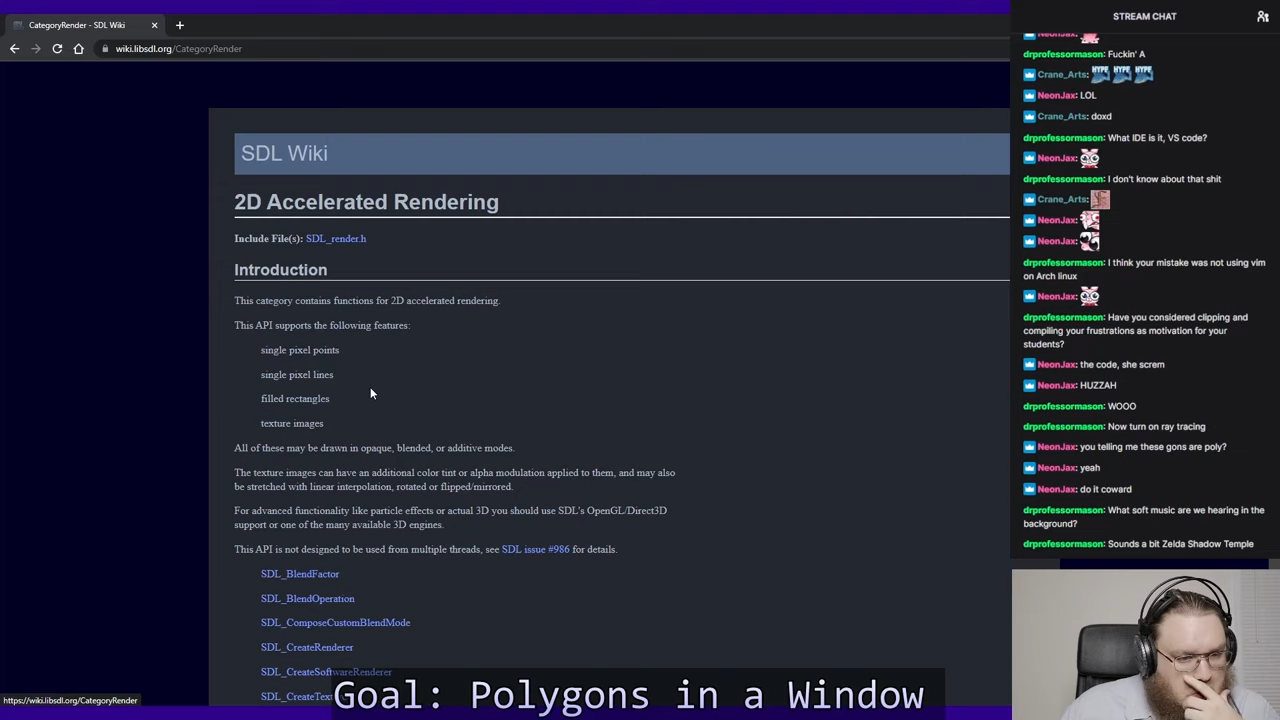 CategoryRender - SDL Wiki
wiki.libsdl.org/CategoryRender
SDL Wiki
2D Accelerated Rendering
Include File(s): SDL_render.h
Introduction
This category contains functions for 2D accelerated rendering.
This API supports the following features:
single pixel points
single pixel lines
filled rectangles
texture images
All of these may be drawn in opaque, blended, or additive modes.
The texture images can have an additional color tint or alpha modulation applied to them, and may also
be stretched with linear interpolation, rotated or flipped/mirrored.
For advanced functionality like particle effects or actual 3D you should use SDL's OpenGL/Direct3D
support or one of the many available 3D engines.
This API is not designed to be used from multiple threads, see SDL issue #986 for details.
SDL_BlendFactor
SDL_BlendOperation
SDL_ComposeCustomBlendMode
SDL_CreateRenderer
SDL_CreateSoftwareRenderer
SDL_CreateText
https://wiki.libsdl.org/CategoryRender
Goal: Polygons in a Window
STREAM CHAT
NeonJax:
drprofessormason: Fuckin' A
Crane_Arts: HYPE HYPE HYPE
NeonJax: LOL
Crane_Arts: doxd
drprofessormason: What IDE is it, VS code?
NeonJax:
drprofessormason: I don't know about that shit
Crane_Arts:
NeonJax:
NeonJax:
drprofessormason: I think your mistake was not using vim
on Arch linux
NeonJax:
drprofessormason: Have you considered clipping and
compiling your frustrations as motivation for your
students?
NeonJax: the code, she screm
NeonJax: HUZZAH
drprofessormason: WOOO
drprofessormason: Now turn on ray tracing
NeonJax: you telling me these gons are poly?
NeonJax: yeah
NeonJax: do it coward
drprofessormason: What soft music are we hearing in the
background?
drprofessormason: Sounds a bit Zelda Shadow Temple